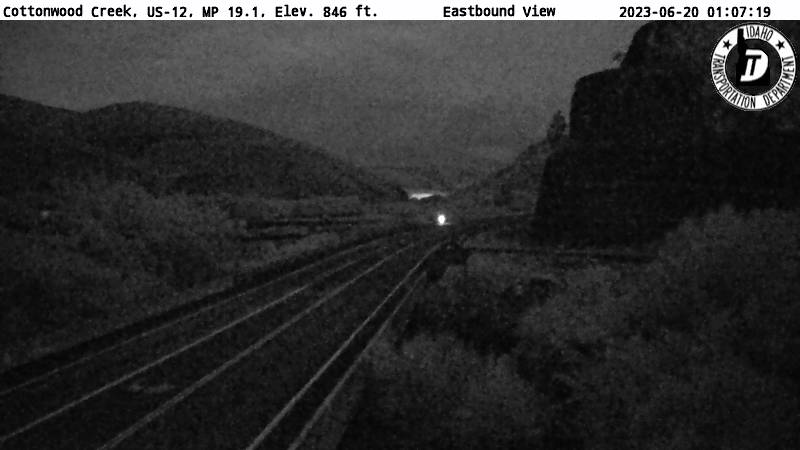 Cottonwood Creek, US-12, MP 19.1, Elev. 846 ft. Eastbound View 2023-06-20 01:07:19
IDAHO
TRANSPORTATION DEPARTMENT